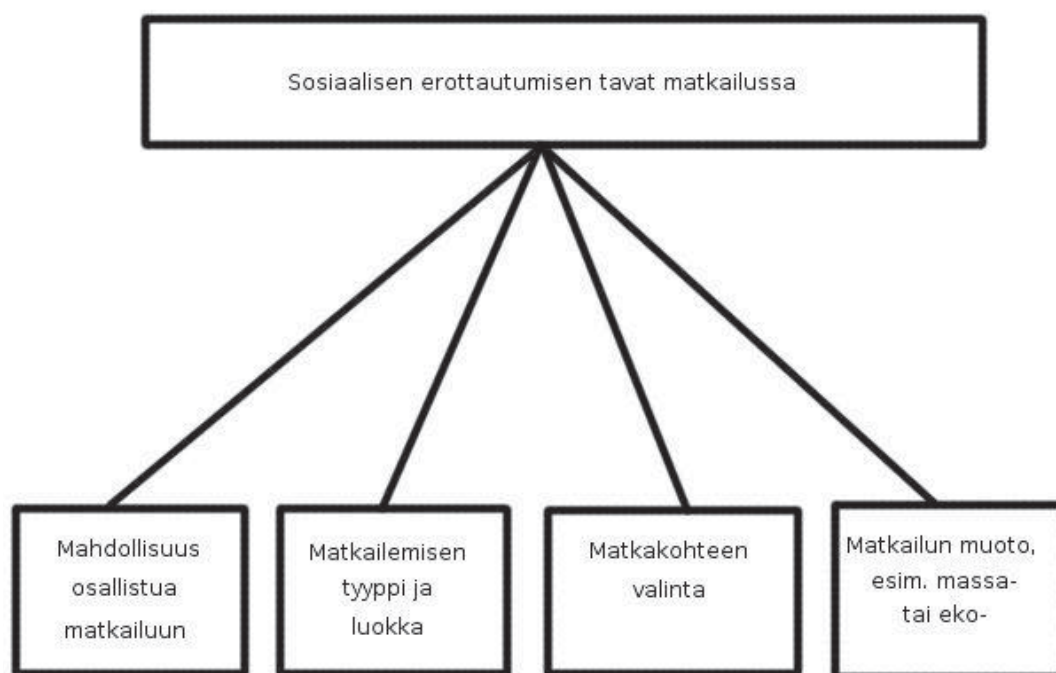 Sosiaalisen erottautumisen tavat matkailussa
Mahdollisuus
osallistua
matkailuun
Matkailemisen
tyyppi ja
luokka
Matkakohteen
valinta
Matkailun muoto,
esim. massa-
tai eko-